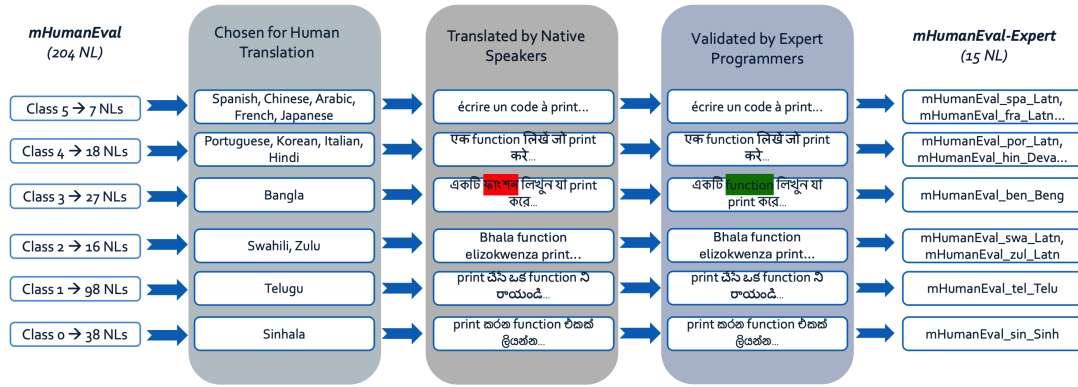 mHumanEval
(204 NL)
Chosen for Human
Translation
Translated by Native
Speakers
Validated by Expert
Programmers
mHumanEval-Expert
(15 NL)
Class 5 → 7 NLs
Spanish, Chinese, Arabic,
French, Japanese
écrire un code à print...
écrire un code à print...
mHumanEval_spa_Latn,
mHumanEval_fra_Latn...
Class 4 → 18 NLs
Portuguese, Korean, Italian,
Hindi
एक function लिखें जो print
करे...
एक function लिखें जो print
करे...
mHumanEval_por_Latn,
mHumanEval_hin_Deva...
Class 3 → 27 NLs
Bangla
একটি ফাংশন লিখুন যা print
করে...
একটি function লিখুন যা
print করে...
mHumanEval_ben_Beng
Class 2 → 16 NLs
Swahili, Zulu
Bhala function
elizokwenza print...
Bhala function
elizokwenza print...
mHumanEval_swa_Latn,
mHumanEval_zul_Latn
Class 1 → 98 NLs
Telugu
print చేసే ఒక function ని
రాయండి...
print చేసే ఒక function ని
రాయండి...
mHumanEval_tel_Telu
Class 0 → 38 NLs
Sinhala
print කරන function එකක්
ලියන්න...
print කරන function එකක්
ලියන්න...
mHumanEval_sin_Sinh